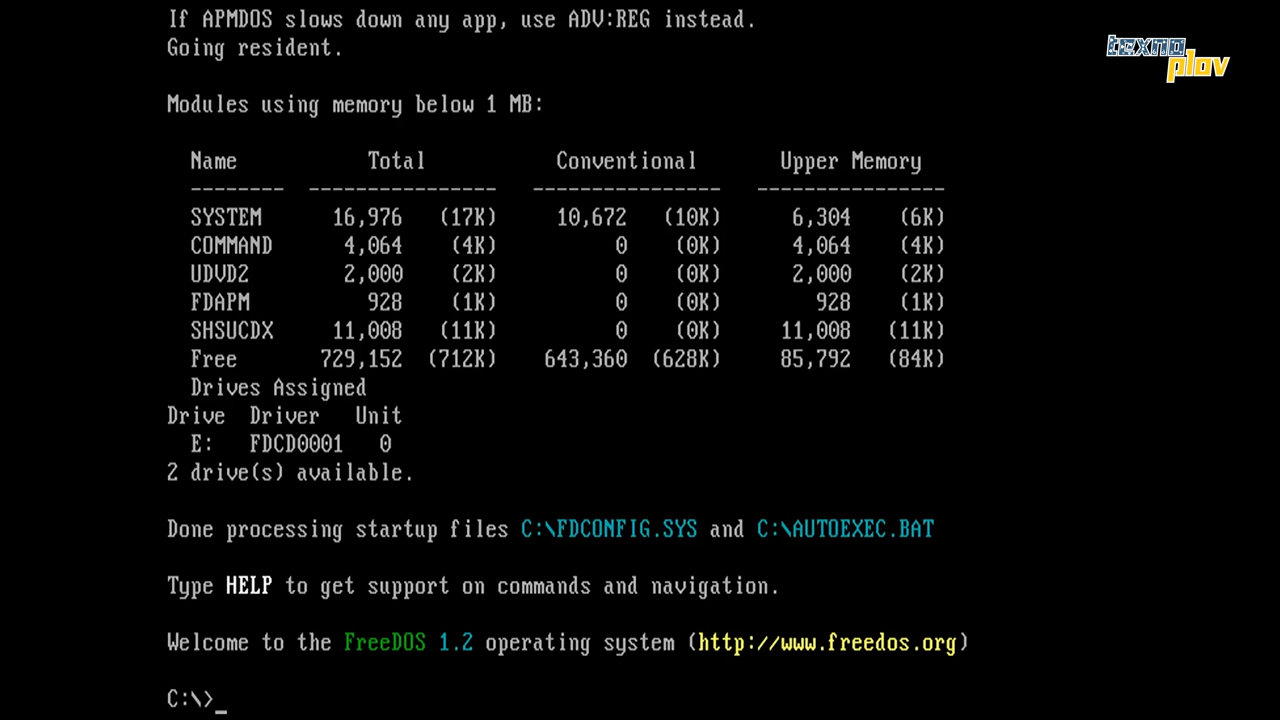 If APMDOS slows down any app, use ADV:REG instead.
Going resident.
texno
plov
Modules using memory below 1 MB:
Name Total Conventional Upper Memory
-------- ---------------- ---------------- ----------------
SYSTEM 16,976 (17K) 10,672 (10K) 6,304 (6K)
COMMAND 4,064 (4K) 0 (0K) 4,064 (4K)
UDVD2 2,000 (2K) 0 (0K) 2,000 (2K)
FDAPM 928 (1K) 0 (0K) 928 (1K)
SHSUCDX 11,008 (11K) 0 (0K) 11,008 (11K)
Free 729,152 (712K) 643,360 (628K) 85,792 (84K)
Drives Assigned
Drive Driver Unit
E: FDCD0001 0
2 drive(s) available.
Done processing startup files C:\FDCONFIG.SYS and C:\AUTOEXEC.BAT
Type HELP to get support on commands and navigation.
Welcome to the FreeDOS 1.2 operating system (http://www.freedos.org)
C:\>_